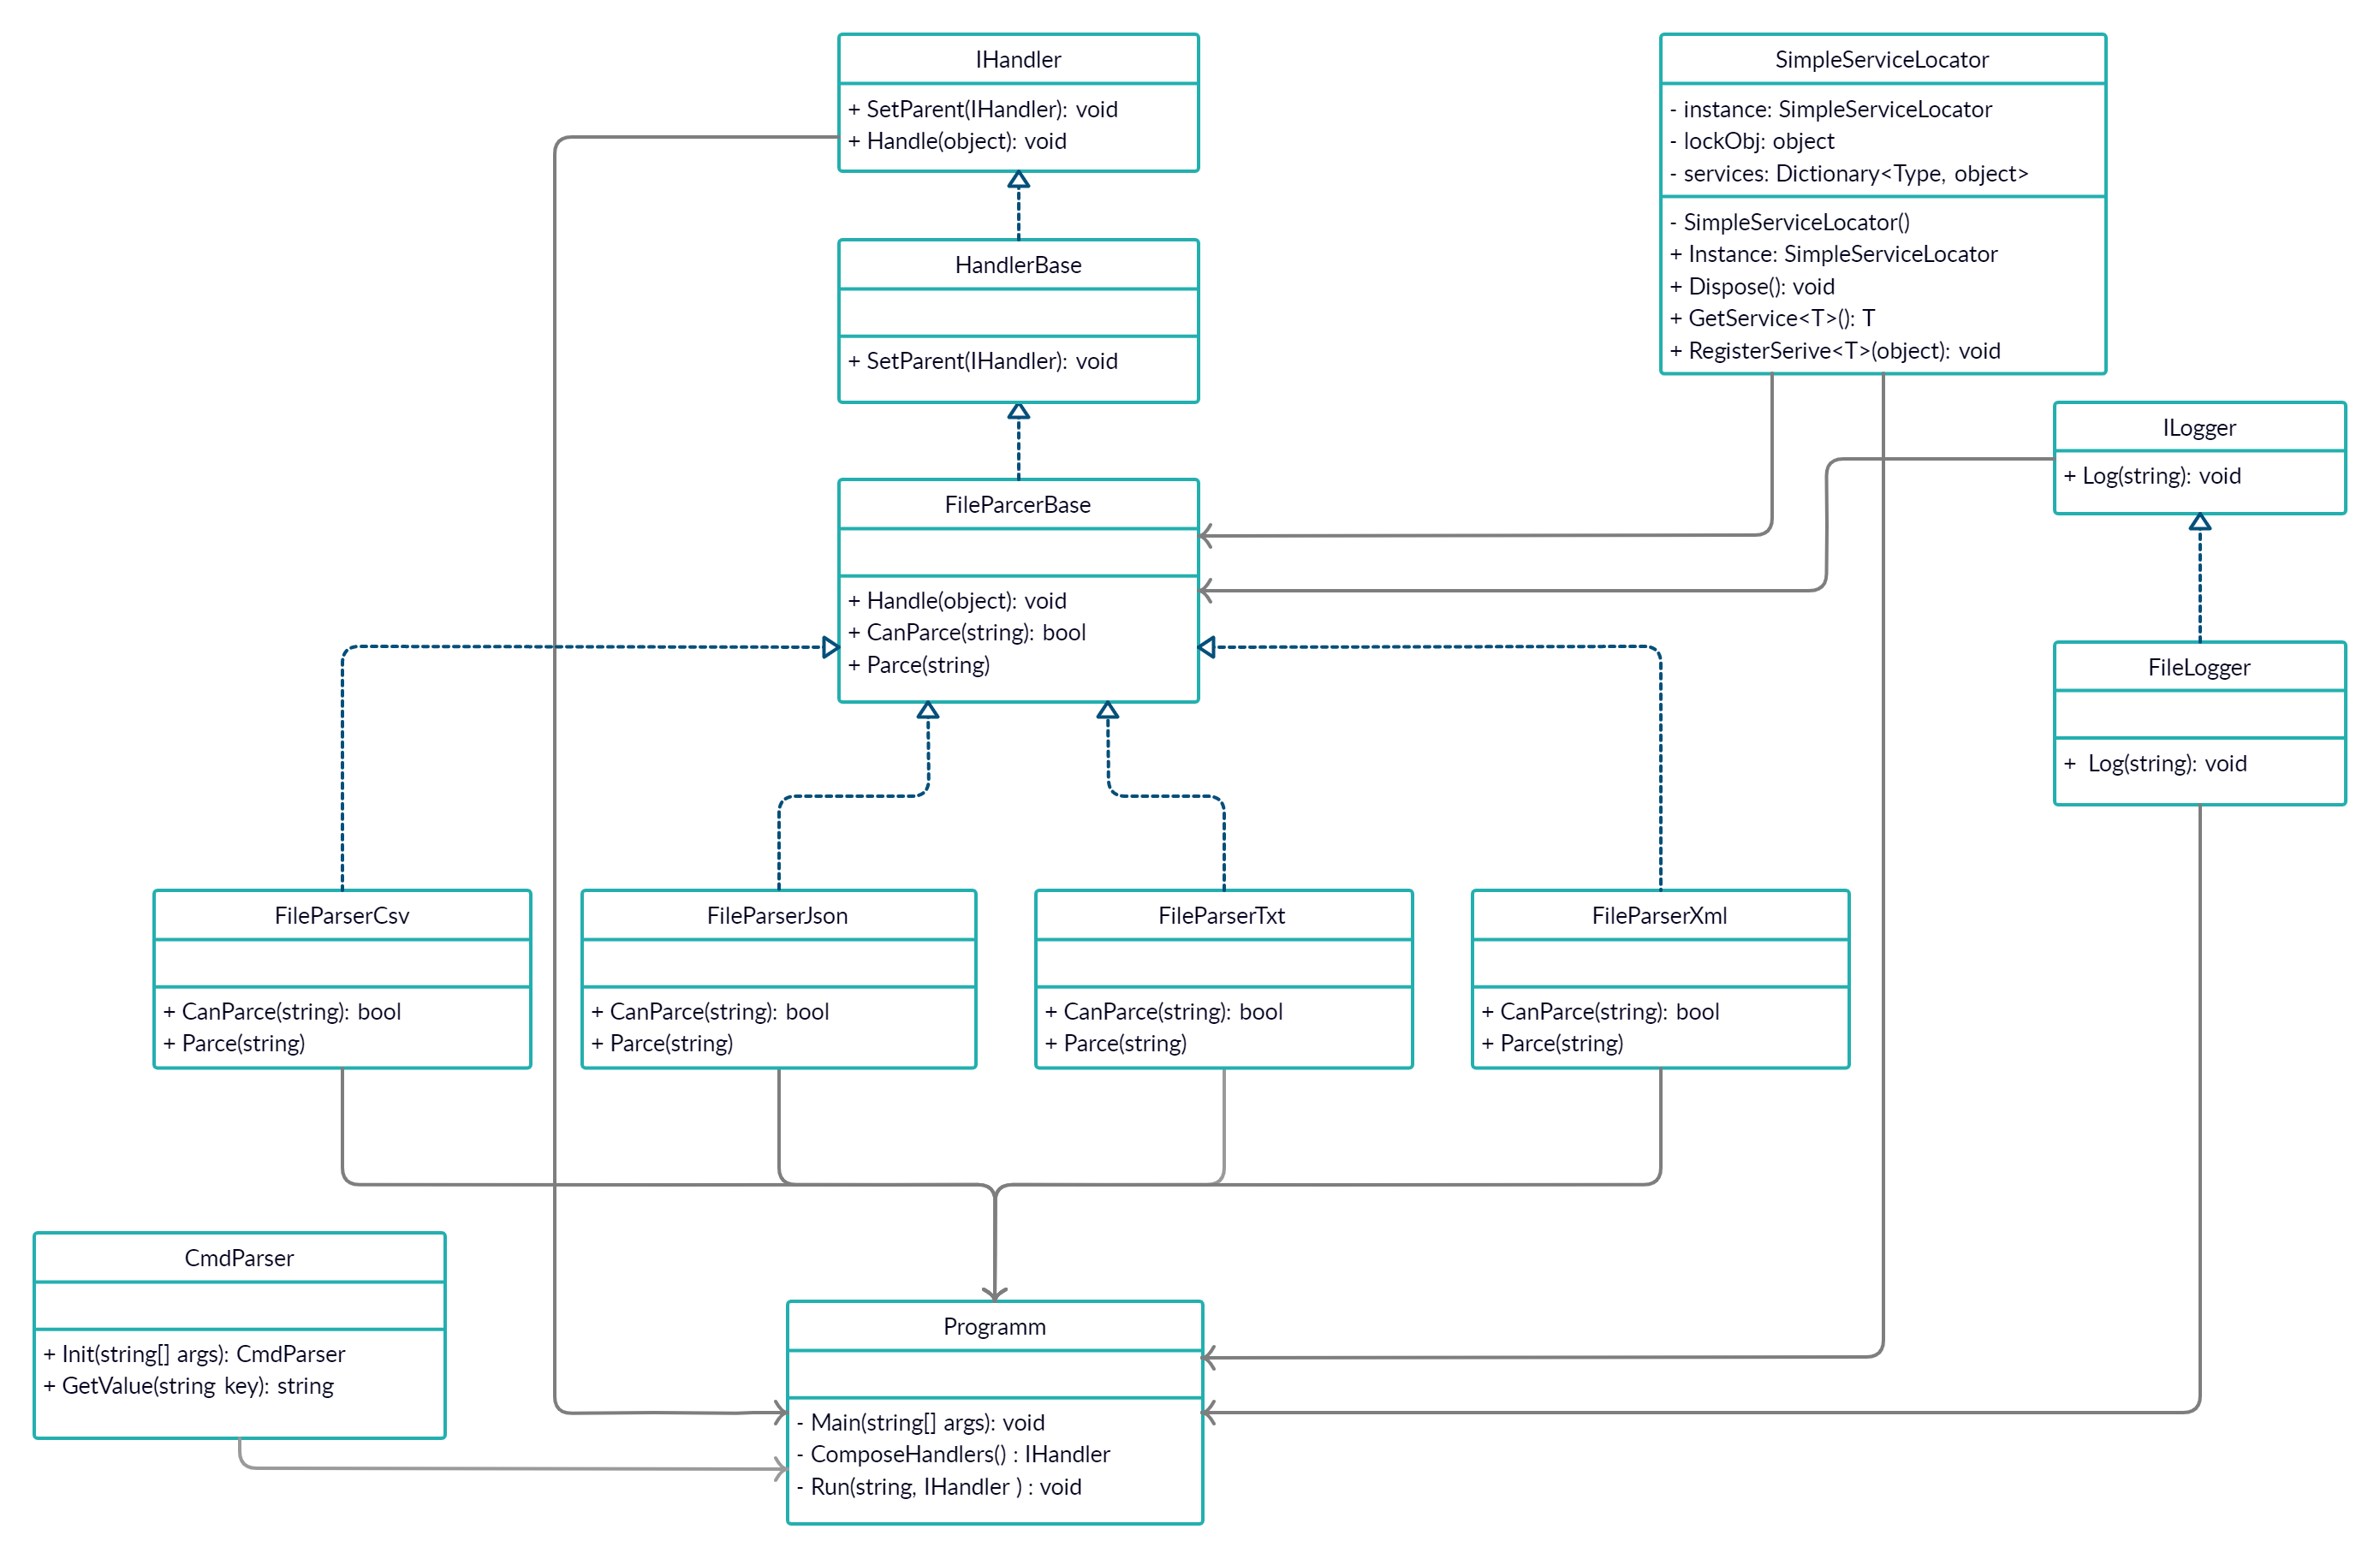 IHandler
+ SetParent(IHandler): void
+ Handle(object): void
SimpleServiceLocator
- instance: SimpleServiceLocator
- lockObj: object
- services: Dictionary<Type, object>
- SimpleServiceLocator()
+ Instance: SimpleServiceLocator
+ Dispose(): void
+ GetService<T>(): T
+ RegisterSerive<T>(object): void
HandlerBase
+ SetParent(IHandler): void
ILogger
+ Log(string): void
FileParcerBase
+ Handle(object): void
+ CanParce(string): bool
+ Parce(string)
FileLogger
+ Log(string): void
FileParserCsv
+ CanParce(string): bool
+ Parce(string)
FileParserJson
+ CanParce(string): bool
+ Parce(string)
FileParserTxt
+ CanParce(string): bool
+ Parce(string)
FileParserXml
+ CanParce(string): bool
+ Parce(string)
CmdParser
+ Init(string[] args): CmdParser
+ GetValue(string key): string
Programm
- Main(string[] args): void
- ComposeHandlers() : IHandler
- Run(string, IHandler ) : void